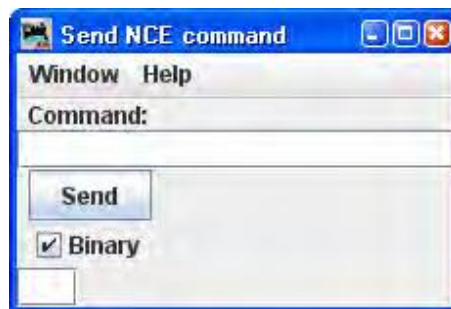 Send NCE command
Window Help
Command:
Send
Binary